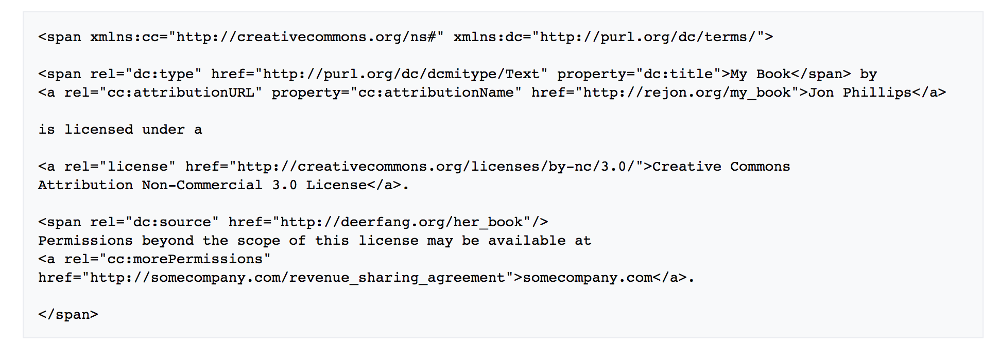 <span xmlns:cc="http://creativecommons.org/ns#" xmlns:dc="http://purl.org/dc/terms/">
<span rel="dc:type" href="http://purl.org/dc/dcmitype/Text" property="dc:title">My Book</span> by
<a rel="cc:attributionURL" property="cc:attributionName" href="http://rejon.org/my_book">Jon Phillips</a>
is licensed under a
<a rel="license" href="http://creativecommons.org/licenses/by-nc/3.0/">Creative Commons
Attribution Non-Commercial 3.0 License</a>.
<span rel="dc:source" href="http://deerfang.org/her_book"/>
Permissions beyond the scope of this license may be available at
<a rel="cc:morePermissions"
href="http://somecompany.com/revenue_sharing_agreement">somecompany.com</a>.
</span>